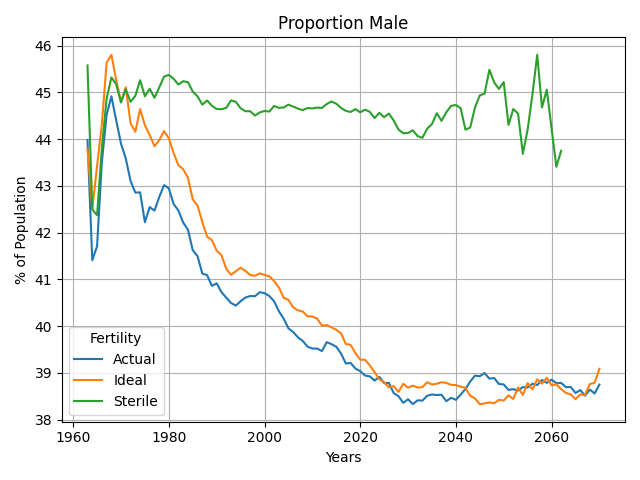 Proportion Male
% of Population
46
45
44
43
42
41
40
39
38
Fertility
Actual
Ideal
Sterile
1960
1980
2000
2020
2040
2060
Years